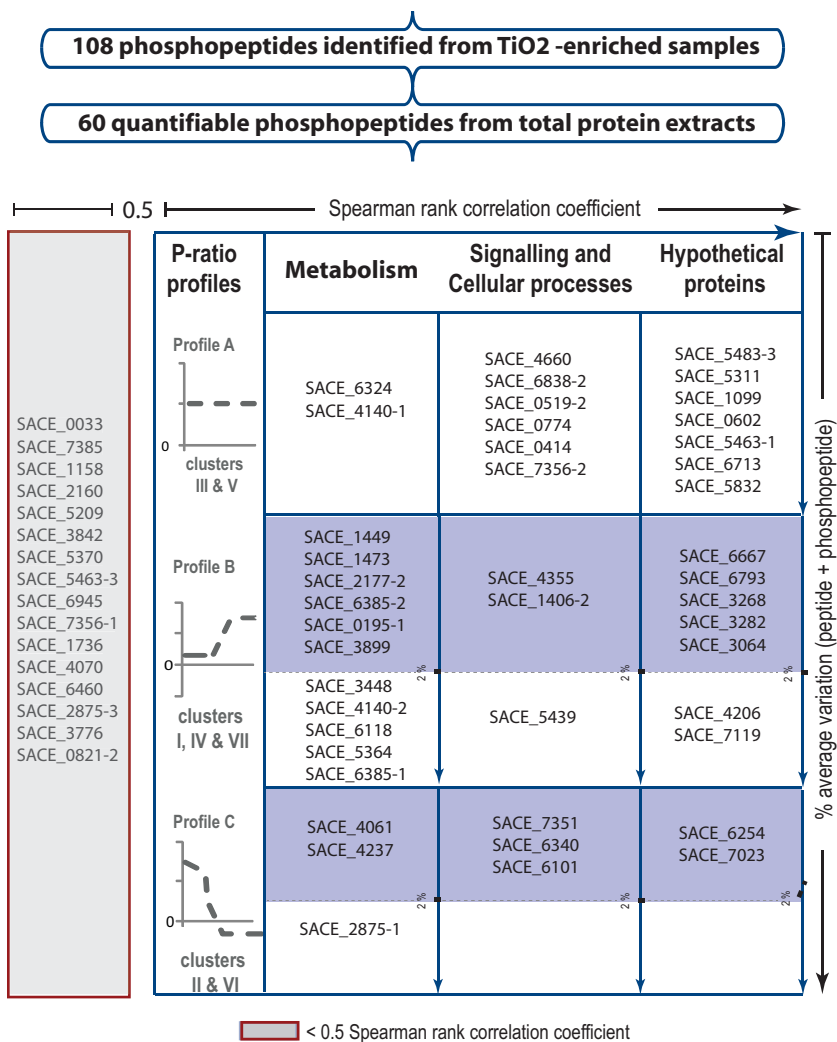 108 phosphopeptides identified from TiO2 -enriched samples
60 quantifiable phosphopeptides from total protein extracts
0.5
Spearman rank correlation coefficient
SACE_0033
SACE_7385
SACE_1158
SACE_2160
SACE_5209
SACE_3842
SACE_5370
SACE_5463-3
SACE_6945
SACE_7356-1
SACE_1736
SACE_4070
SACE_6460
SACE_2875-3
SACE_3776
SACE_0821-2
P-ratio
profiles
Metabolism
Signalling and
Cellular processes
Hypothetical
proteins
Profile A
0
clusters
III & V
SACE_6324
SACE_4140-1
SACE_4660
SACE_6838-2
SACE_0519-2
SACE_0774
SACE_0414
SACE_7356-2
SACE_5483-3
SACE_5311
SACE_1099
SACE_0602
SACE_5463-1
SACE_6713
SACE_5832
Profile B
0
clusters
I, IV & VII
SACE_1449
SACE_1473
SACE_2177-2
SACE_6385-2
SACE_0195-1
SACE_3899
2 %
SACE_3448
SACE_4140-2
SACE_6118
SACE_5364
SACE_6385-1
SACE_4355
SACE_1406-2
2 %
SACE_5439
SACE_6667
SACE_6793
SACE_3268
SACE_3282
SACE_3064
2 %
SACE_4206
SACE_7119
Profile C
0
clusters
II & VI
SACE_4061
SACE_4237
2 %
SACE_2875-1
SACE_7351
SACE_6340
SACE_6101
2 %
SACE_6254
SACE_7023
2 %
% average variation (peptide + phosphopeptide)
< 0.5 Spearman rank correlation coefficient